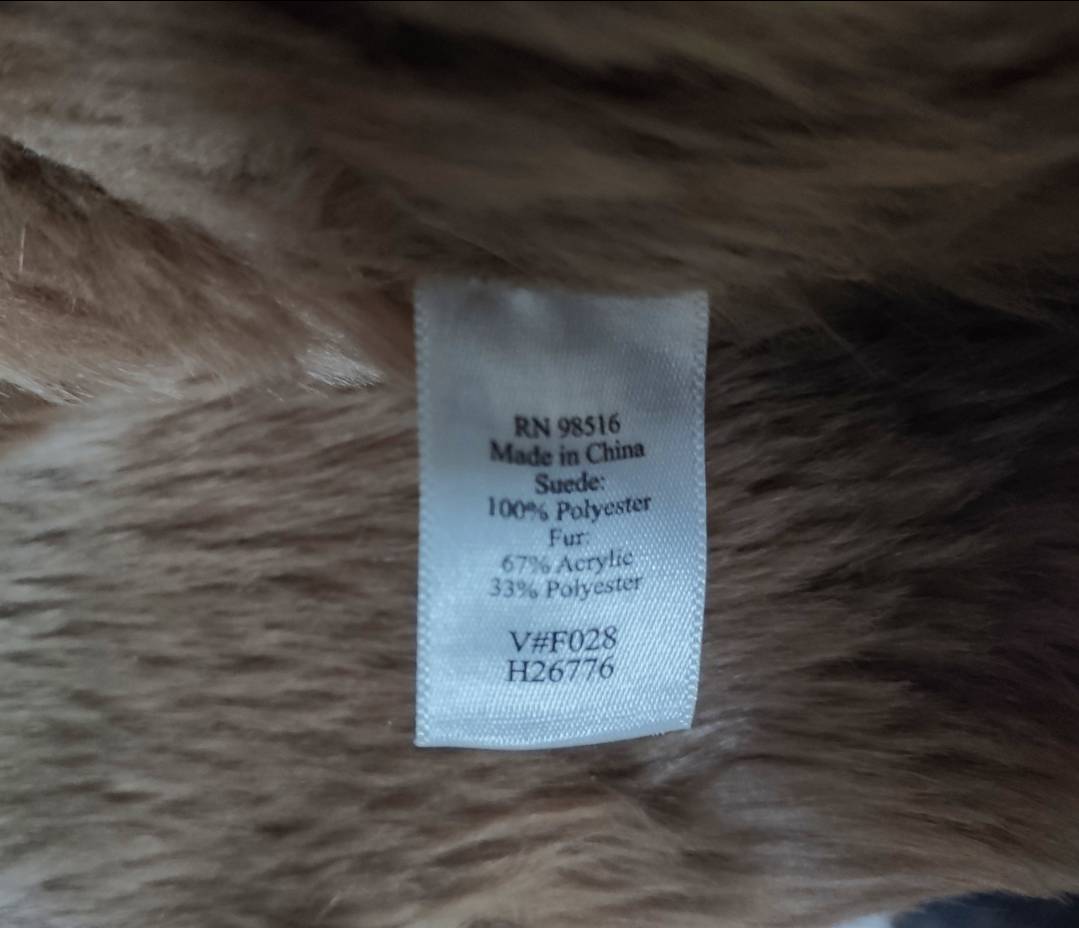 RN 98516
Made in China
Suede:
100% Polyester
Fur:
67% Acrylic
33% Polyester
V#F028
H26776